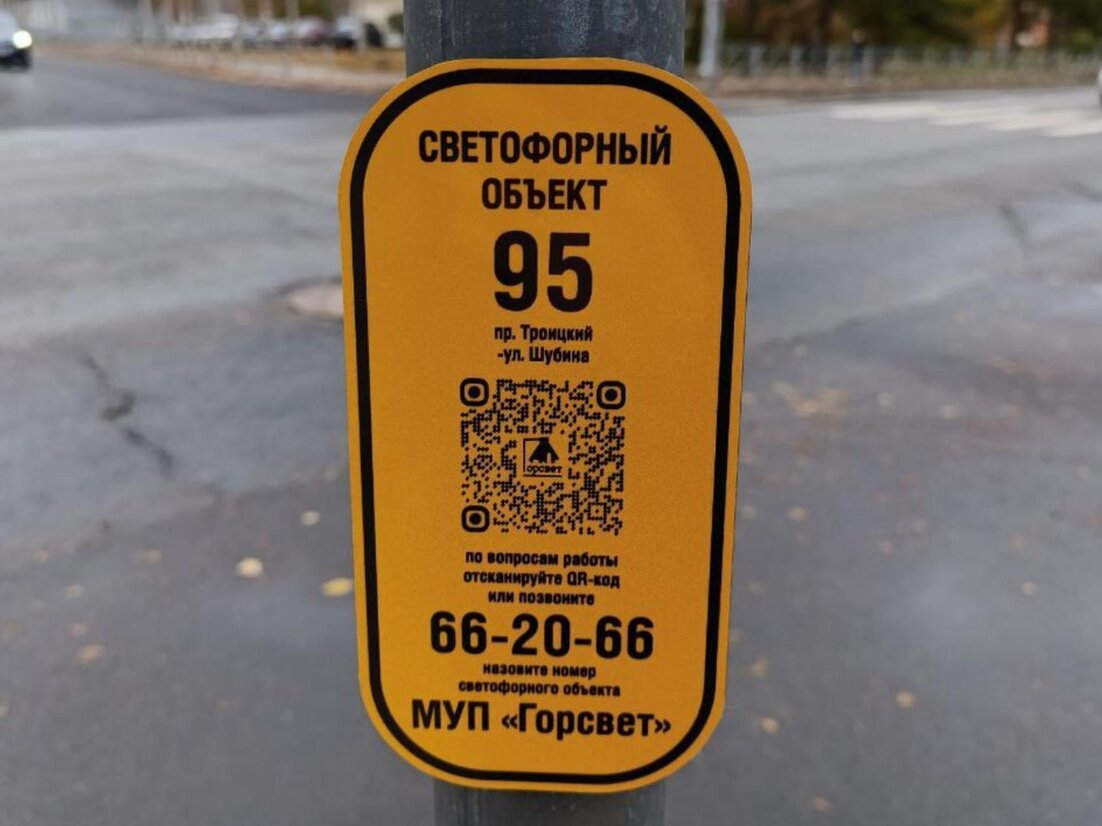 СВЕТОФОРНЫЙ
ОБЪЕКТ
95
пр. Троицкий
-ул. Шубина
горсвет
по вопросам работы
отсканируйте QR-код
или позвоните
66-20-66
назовите номер
светофорного объекта
МУП «Горсвет»